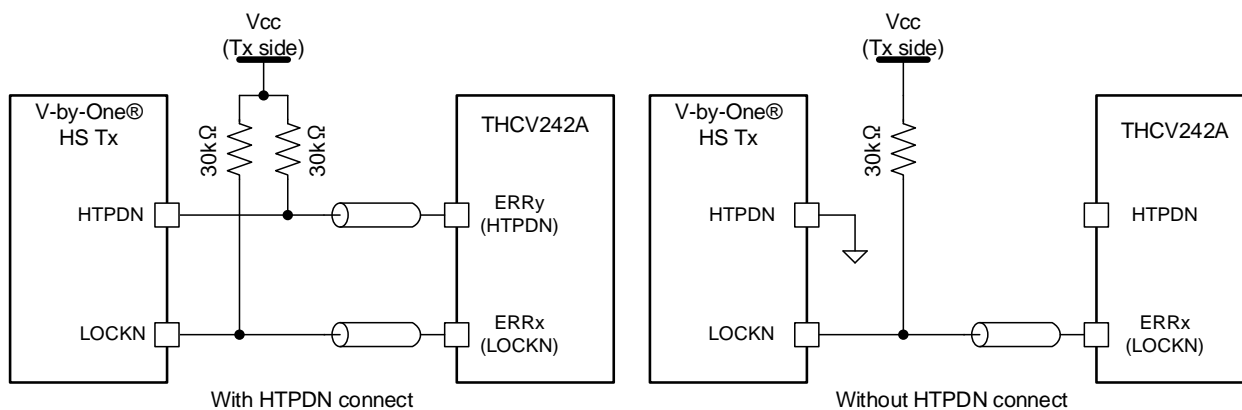 Vcc
(Tx side)
V-by-One®
HS Tx
30kΩ
30kΩ
THCV242A
HTPDN
ERRy
(HTPDN)
LOCKN
ERRx
(LOCKN)
With HTPDN connect
Vcc
(Tx side)
V-by-One®
HS Tx
30kΩ
THCV242A
HTPDN
HTPDN
LOCKN
ERRx
(LOCKN)
Without HTPDN connect